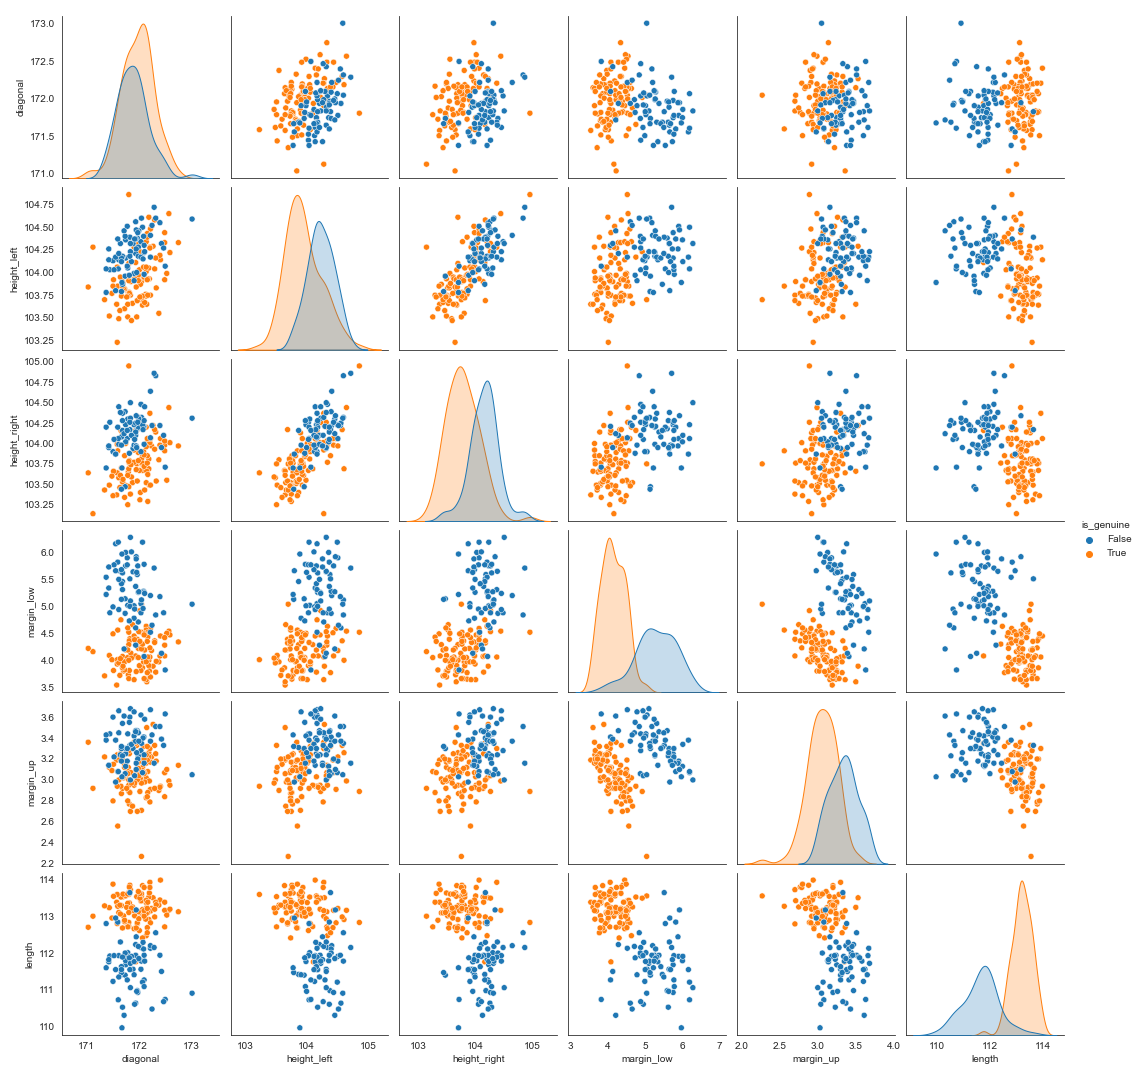 173.0
172.5
172.0
171.5
171.0
diagonal
104.75
104.50
104.25
104.00
103.75
103.50
103.25
height_left
105.00
104.75
104.50
104.25
104.00
103.75
103.50
103.25
height_right
6.0
5.5
5.0
4.5
4.0
3.5
margin_low
3.6
3.4
3.2
3.0
2.8
2.6
2.4
2.2
margin_up
114
113
112
111
110
length
171 172 173
diagonal
103 104 105
height_left
103 104 105
height_right
3 4 5 6 7
margin_low
2.0 2.5 3.0 3.5 4.0
margin_up
110 112 114
length
is_genuine
False
True